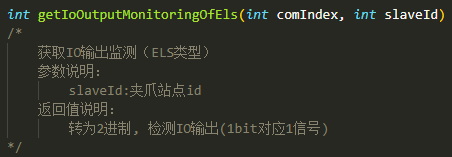 int getIoOutputMonitoringOfEls(int comIndex, int slaveId)
/*
获取IO输出监测（ELS类型）
参数说明：
slaveId:夹爪站点id
返回值说明：
转为2进制, 检测IO输出(1bit对应1信号)
*/